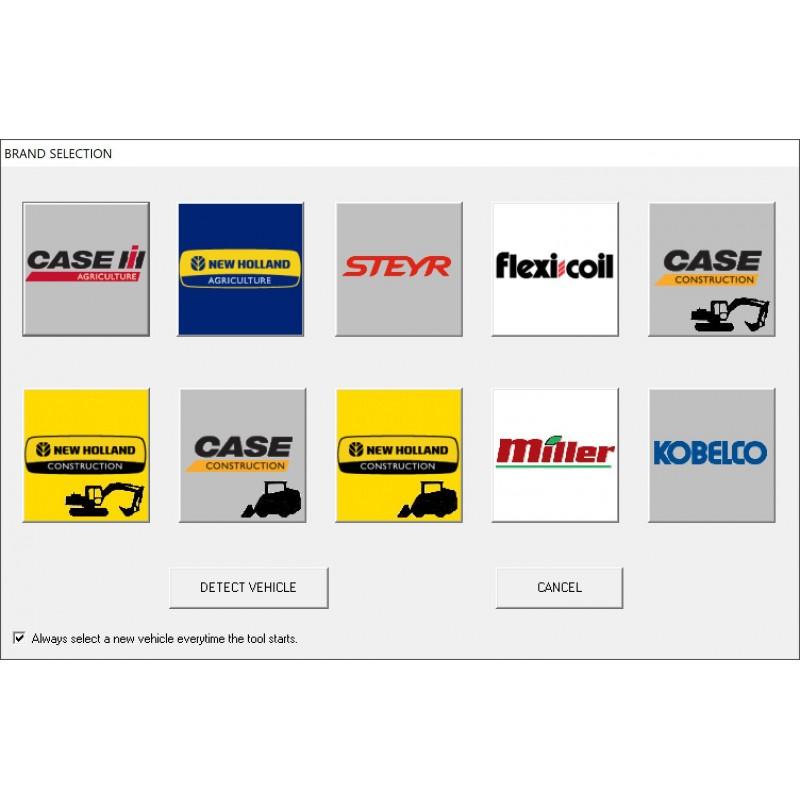 BRAND SELECTION
CASE IH
AGRICULTURE
NEW HOLLAND
AGRICULTURE
STEYR
flexi-coil
CASE
CONSTRUCTION
NEW HOLLAND
CONSTRUCTION
CASE
CONSTRUCTION
NEW HOLLAND
CONSTRUCTION
Miller
KOBELCO
DETECT VEHICLE
CANCEL
Always select a new vehicle everytime the tool starts.